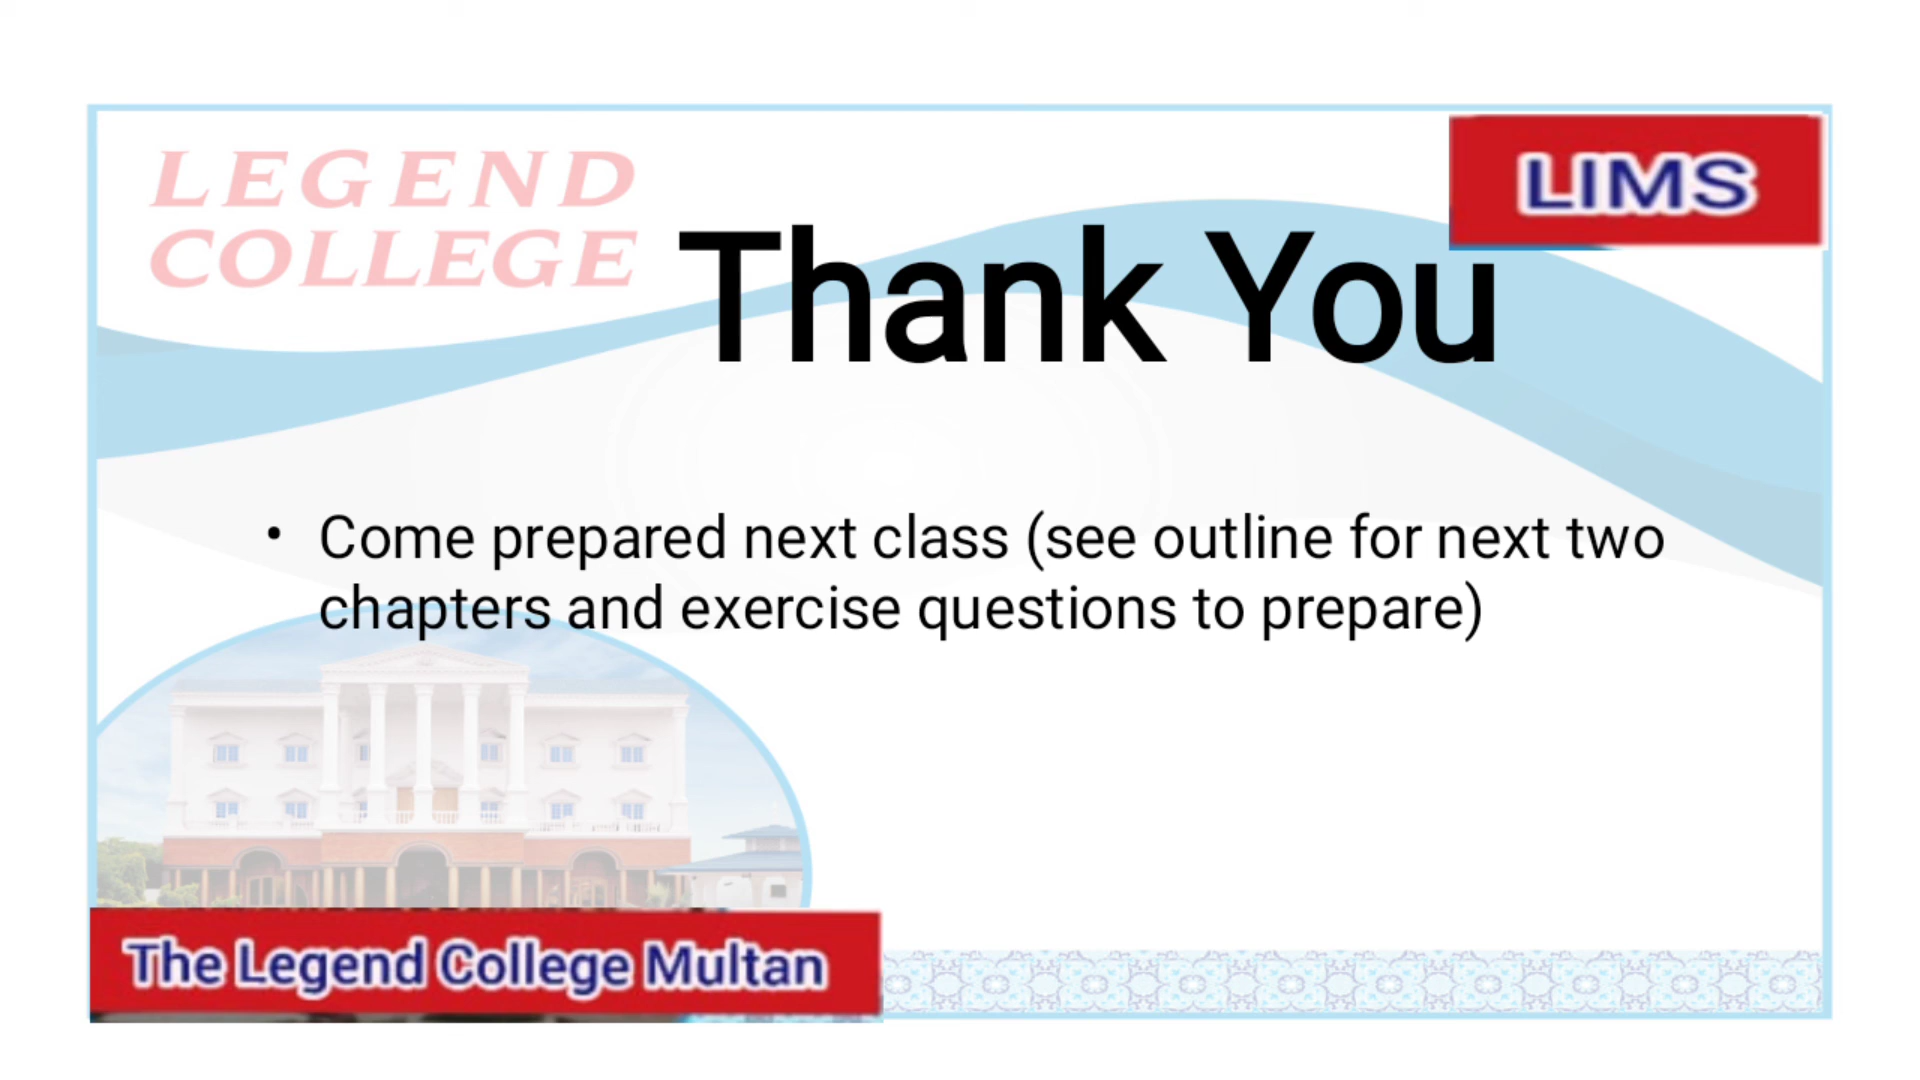 LEGEND
COLLEGE
LIMS
Thank You
• Come prepared next class (see outline for next two
chapters and exercise questions to prepare)
The Legend College Multan